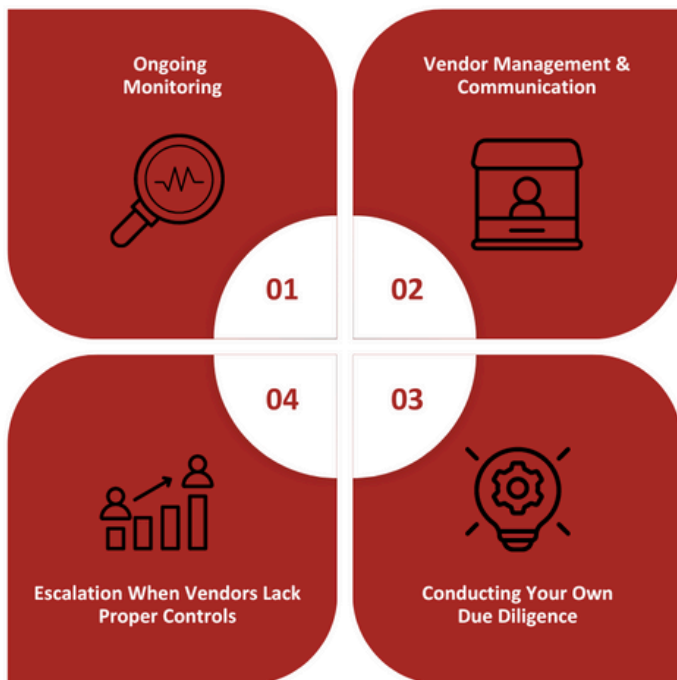 Ongoing
Monitoring
01
Vendor Management &
Communication
02
03
Conducting Your Own
Due Diligence
04
Escalation When Vendors Lack
Proper Controls